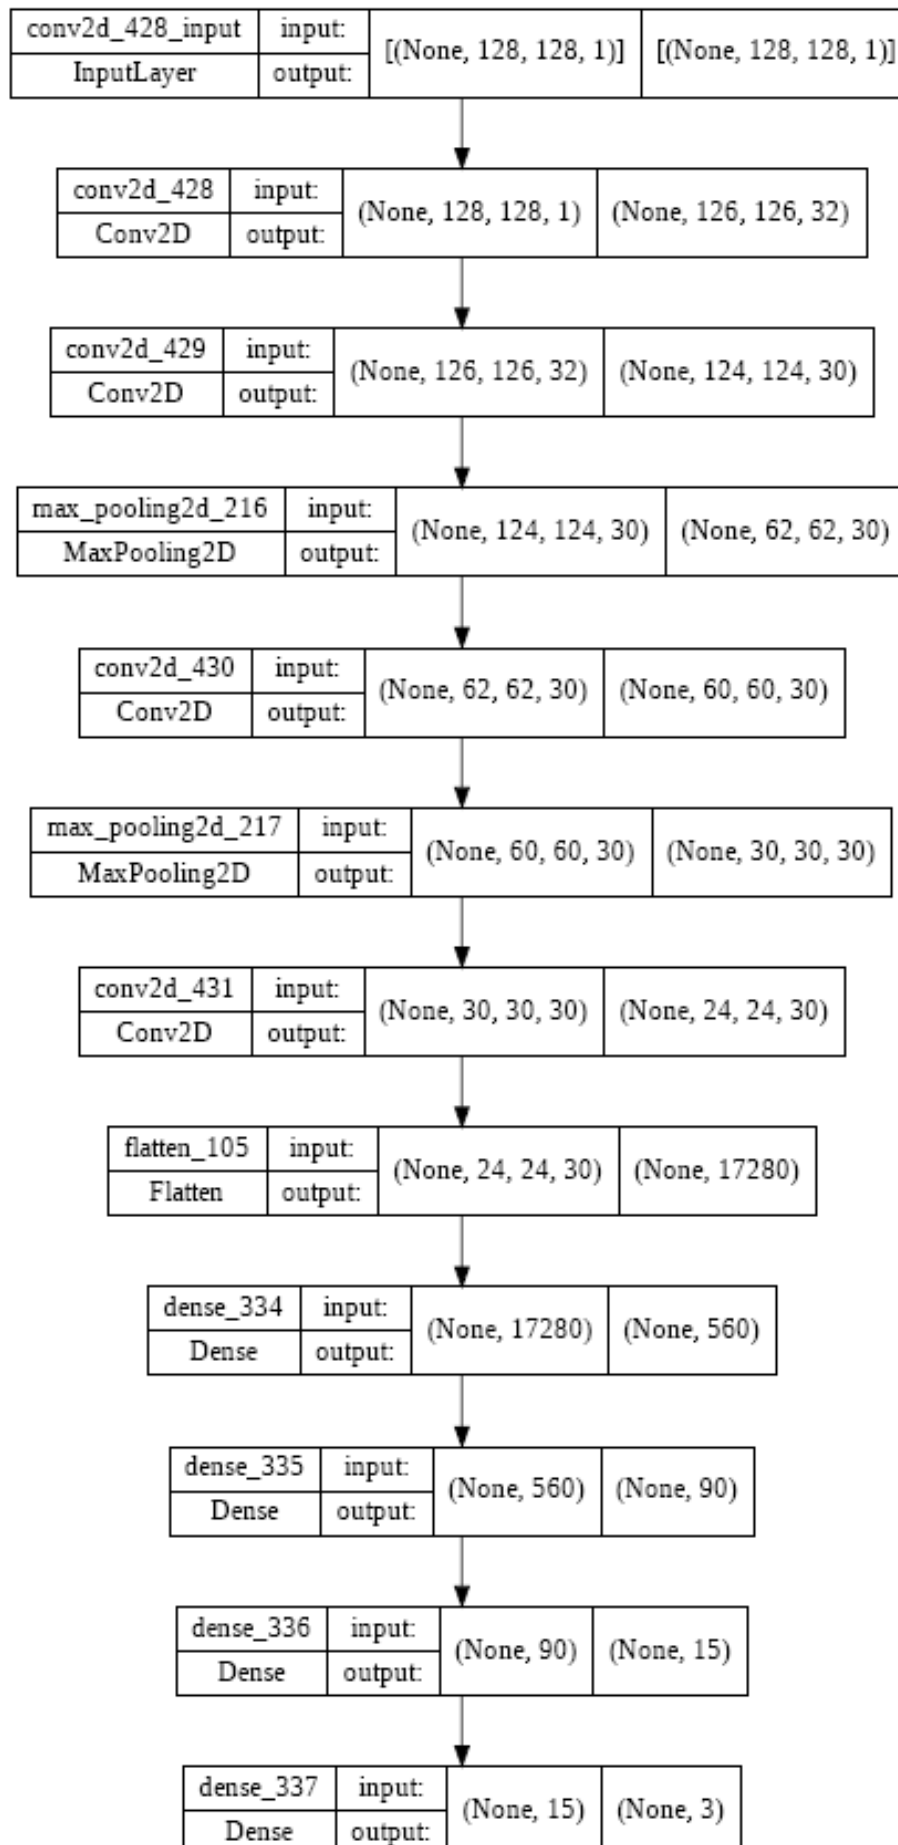 conv2d_428_input input: [(None, 128, 128, 1)] [(None, 128, 128, 1)]
InputLayer output:
conv2d_428 input: (None, 128, 128, 1) (None, 126, 126, 32)
Conv2D output:
conv2d_429 input: (None, 126, 126, 32) (None, 124, 124, 30)
Conv2D output:
max_pooling2d_216 input: (None, 124, 124, 30) (None, 62, 62, 30)
MaxPooling2D output:
conv2d_430 input: (None, 62, 62, 30) (None, 60, 60, 30)
Conv2D output:
max_pooling2d_217 input: (None, 60, 60, 30) (None, 30, 30, 30)
MaxPooling2D output:
conv2d_431 input: (None, 30, 30, 30) (None, 24, 24, 30)
Conv2D output:
flatten_105 input: (None, 24, 24, 30) (None, 17280)
Flatten output:
dense_334 input: (None, 17280) (None, 560)
Dense output:
dense_335 input: (None, 560) (None, 90)
Dense output:
dense_336 input: (None, 90) (None, 15)
Dense output:
dense_337 input: (None, 15) (None, 3)
Dense output: